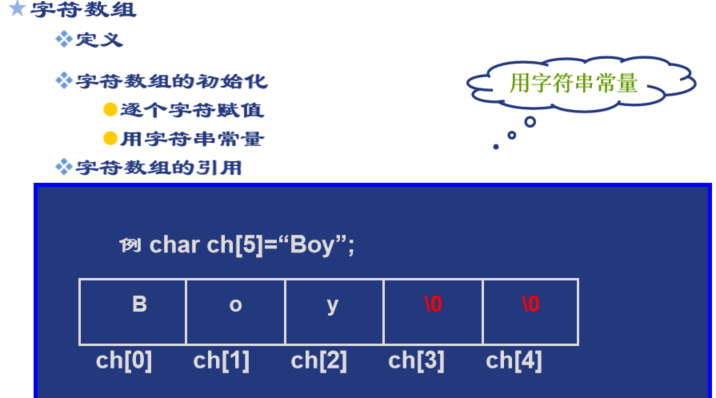 字符数组
定义
字符数组的初始化
用字符串常量
逐个字符赋值
用字符串常量
字符数组的引用
例 char ch[5]=“Boy”;
B o y \0 \0
ch[0] ch[1] ch[2] ch[3] ch[4]